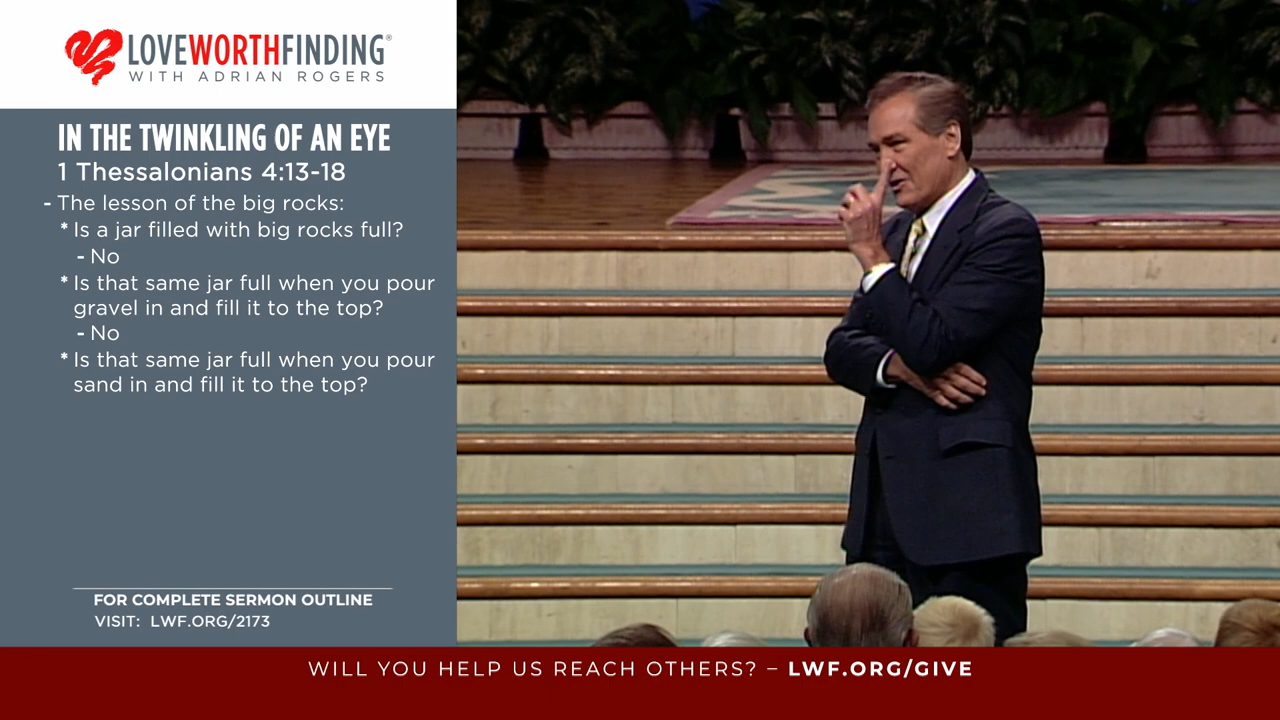 LOVEWORTHFINDING®
WITH ADRIAN ROGERS
IN THE TWINKLING OF AN EYE
1 Thessalonians 4:13-18
- The lesson of the big rocks:
* Is a jar filled with big rocks full?
- No
* Is that same jar full when you pour
gravel in and fill it to the top?
- No
* Is that same jar full when you pour
sand in and fill it to the top?
FOR COMPLETE SERMON OUTLINE
VISIT: LWF.ORG/2173
WILL YOU HELP US REACH OTHERS? – LWF.ORG/GIVE